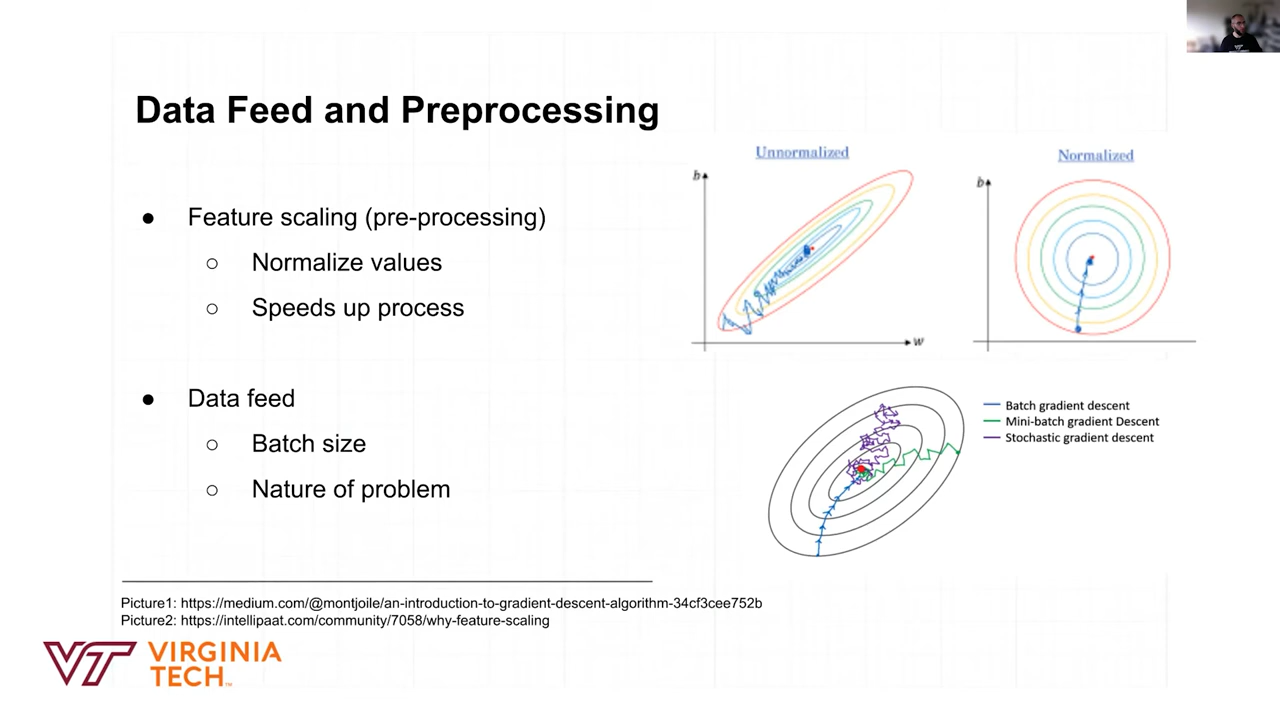 Data Feed and Preprocessing
● Feature scaling (pre-processing)
○ Normalize values
○ Speeds up process
● Data feed
○ Batch size
○ Nature of problem
Unnormalized
b
w
Normalized
b
Batch gradient descent
Mini-batch gradient Descent
Stochastic gradient descent
Picture1: https://medium.com/@montjoile/an-introduction-to-gradient-descent-algorithm-34cf3cee752b
Picture2: https://intellipaat.com/community/7058/why-feature-scaling
VT VIRGINIA
TECH™